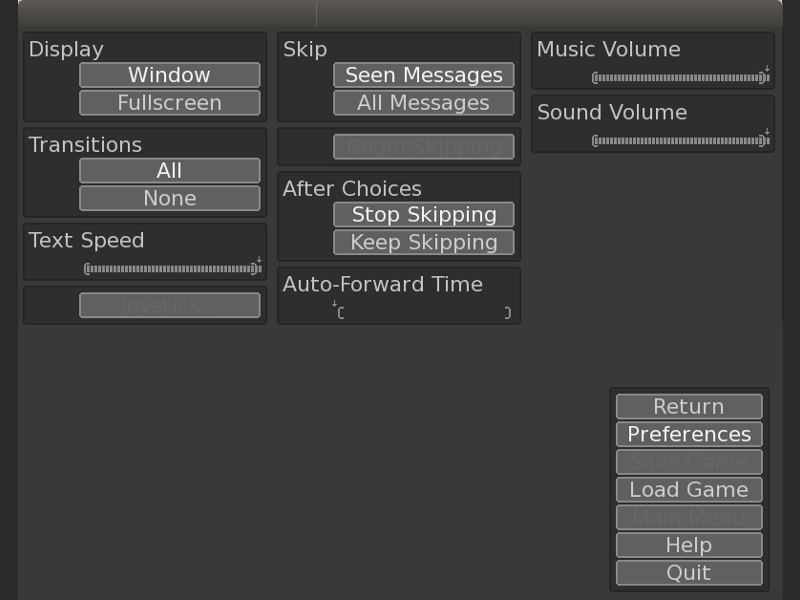 Display
Window
Fullscreen
Transitions
All
None
Text Speed
Joystick...
Skip
Seen Messages
All Messages
Begin Skipping
After Choices
Stop Skipping
Keep Skipping
Auto-Forward Time
Music Volume
Sound Volume
Return
Preferences
Save Game
Load Game
Main Menu
Help
Quit